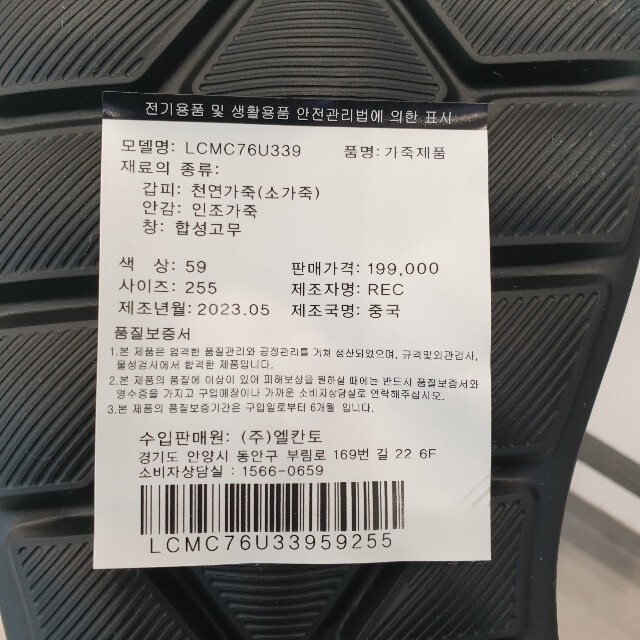 전기용품 및 생활용품 안전관리법에 의한 표시
모델명: LCMC76U339 품명: 가죽제품
재료의 종류:
갑피: 천연가죽(소가죽)
안감: 인조가죽
창: 합성고무
색 상: 59 판매가격: 199,000
사이즈: 255 제조자명: REC
제조년월: 2023.05 제조국명: 중국
품질보증서
1.본 제품은 엄격한 품질관리와 공정관리를 거쳐 생산되었으며, 규격및외관검사,
물성검사에서 합격한 제품입니다.
2.본 제품의 품질에 이상이 있어 피해보상을 원하실 때에는 반드시 품질보증서와
영수증을 가지고 구입매장이나 가까운 소비자상담실로 연락해주십시오.
3.본 제품의 품질보증기간은 구입일로부터 6개월 입니다.
수입판매원: (주)엘칸토
경기도 안양시 동안구 부림로 169번 길 22 6F
소비자상담실 : 1566-0659
LCMC76U33959255